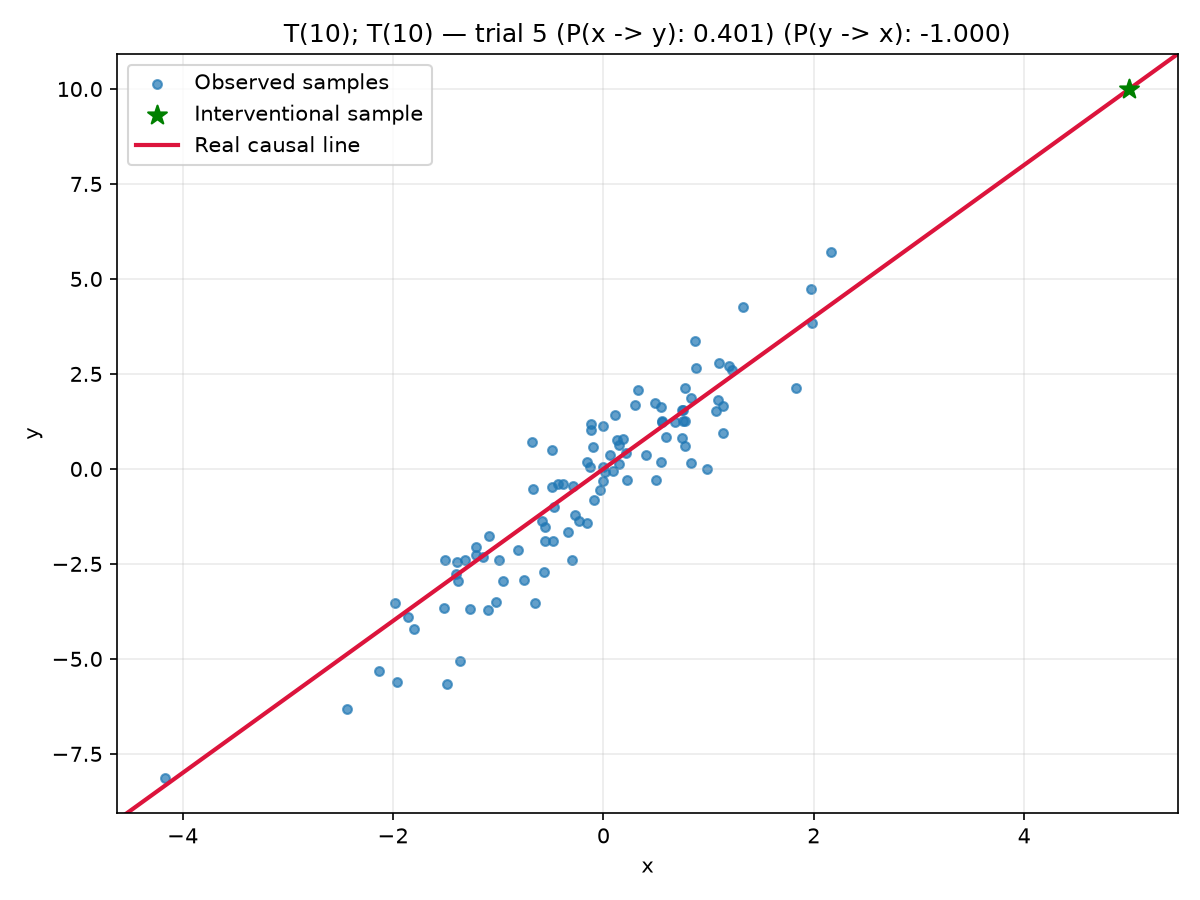 T(10); T(10) — trial 5 (P(x -> y): 0.401) (P(y -> x): -1.000)
Observed samples
Interventional sample
Real causal line
10.0
7.5
5.0
2.5
0.0
−2.5
−5.0
−7.5
y
−4
−2
0
2
4
x